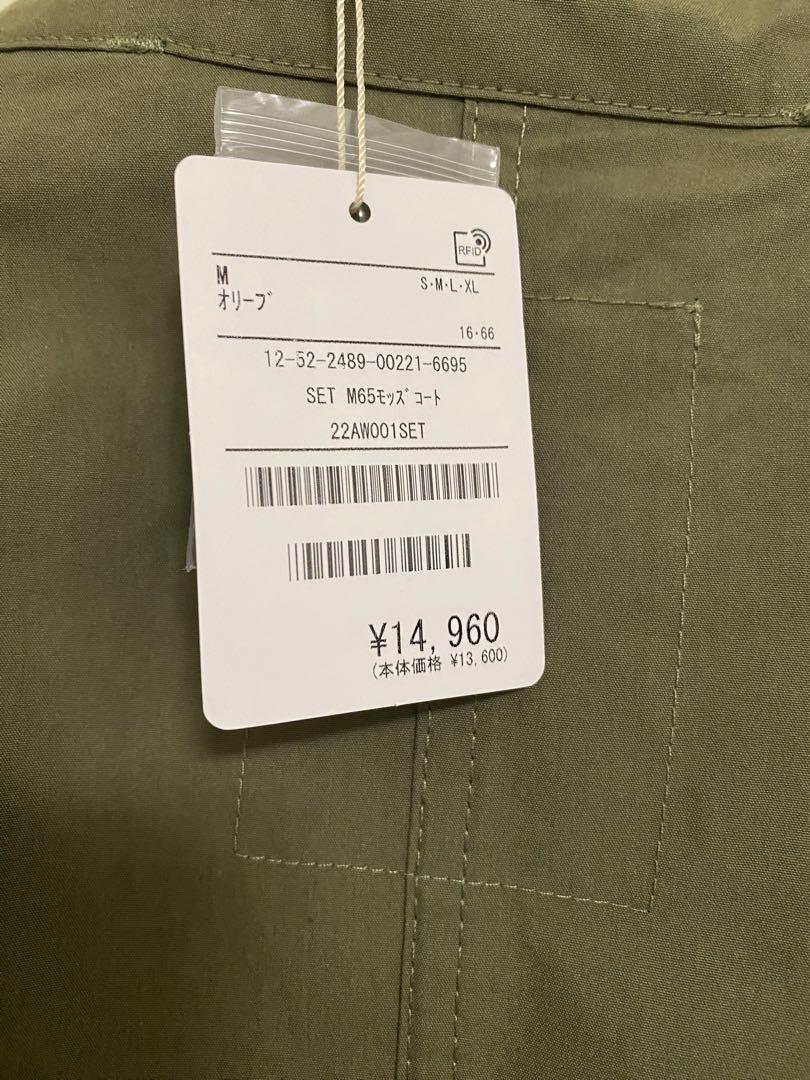 RFID
M
S・M・L・XL
オリーブ
16・66
12-52-2489-00221-6695
SET M65モッズコート
22AW001SET
¥14,960
(本体価格 ¥13,600)